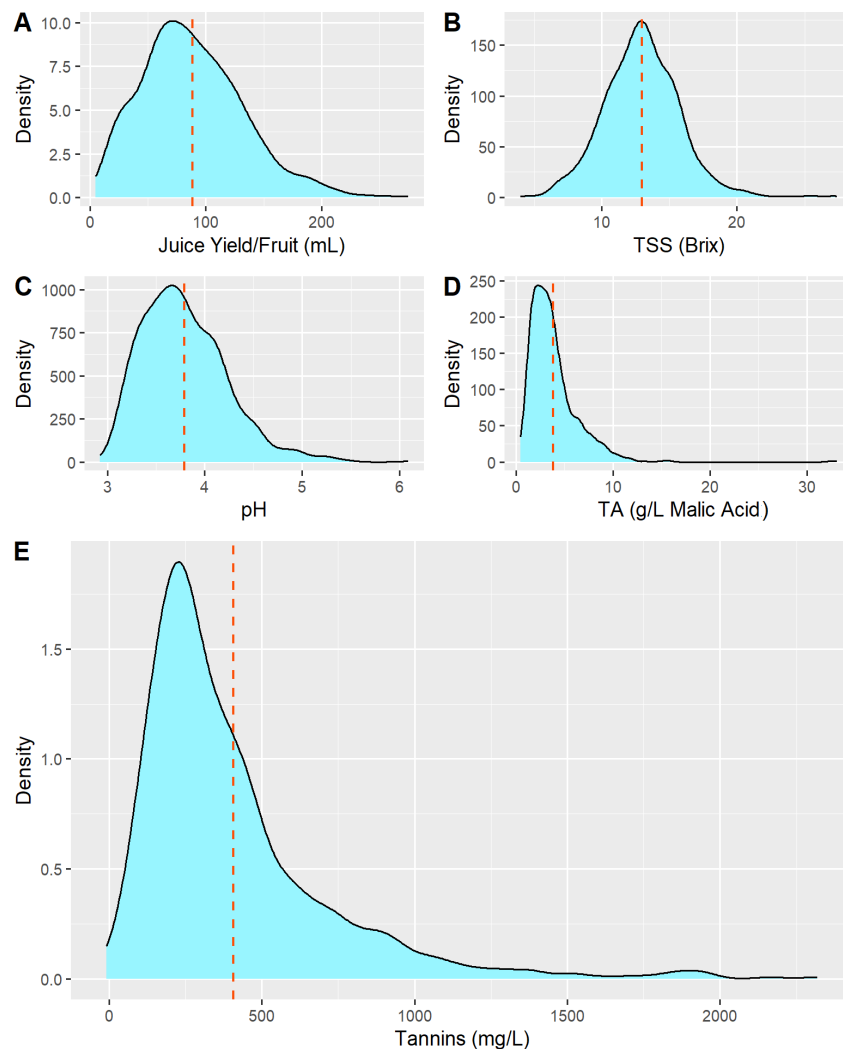 A
Density
10.0
7.5
5.0
2.5
0.0
0
100
200
Juice Yield/Fruit (mL)
B
Density
150
100
50
0
10
20
TSS (Brix)
C
Density
1000
750
500
250
0
3
4
5
6
pH
D
Density
250
200
150
100
50
0
0
10
20
30
TA (g/L Malic Acid)
E
Density
1.5
1.0
0.5
0.0
0
500
1000
1500
2000
Tannins (mg/L)